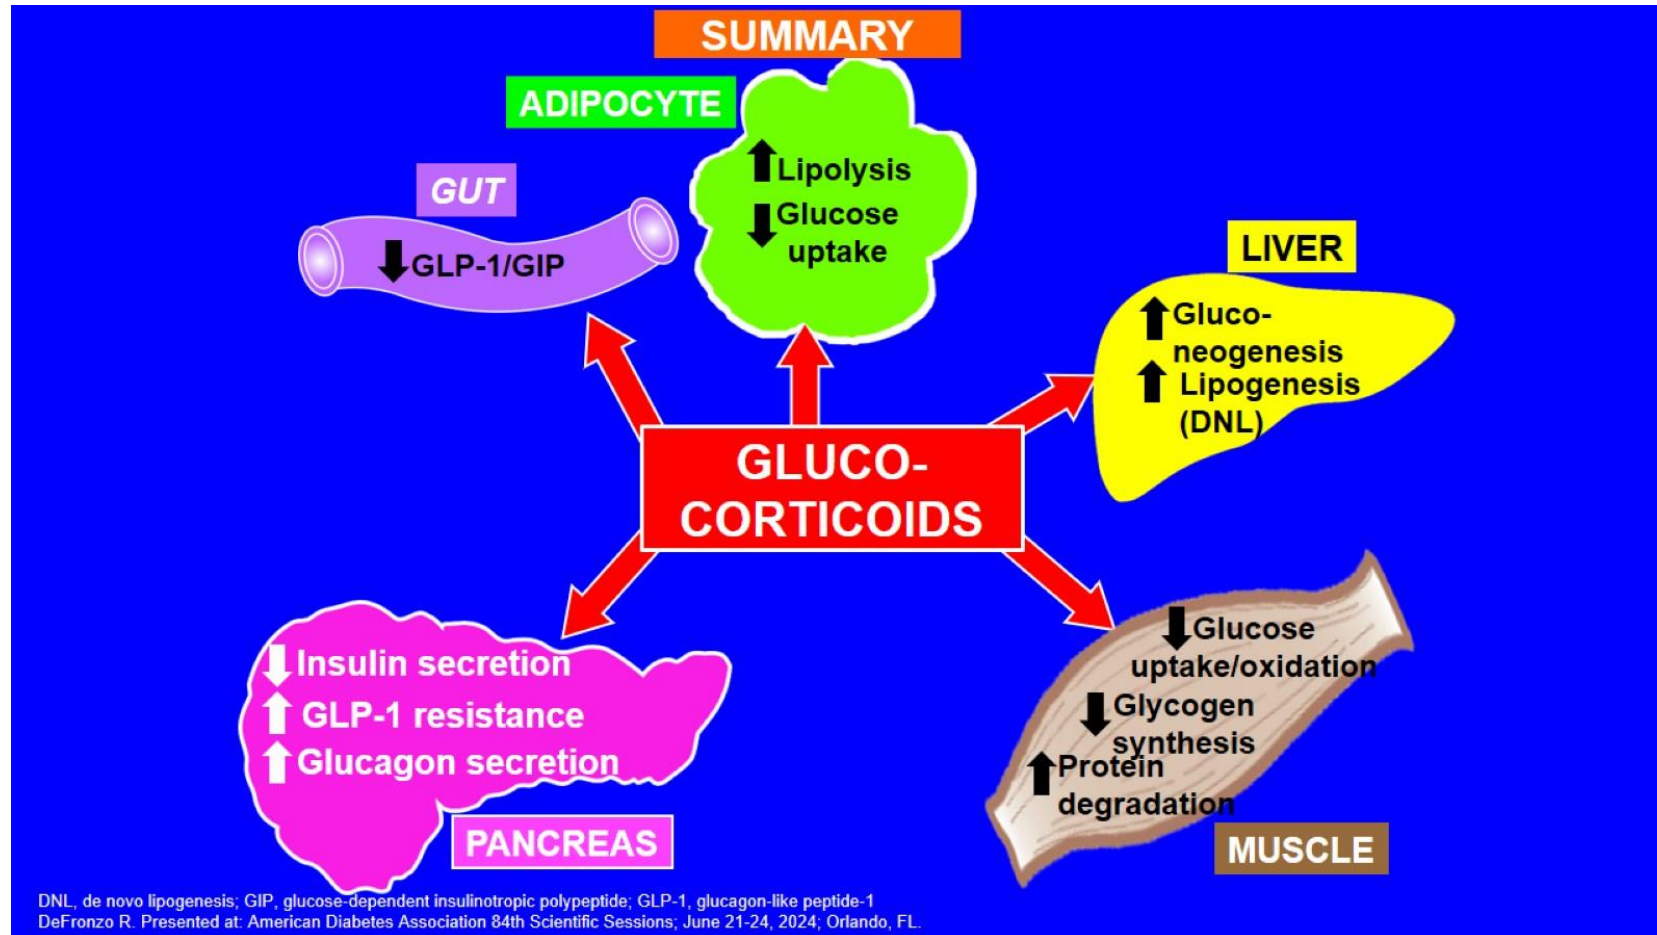 SUMMARY
ADIPOCYTE
Lipolysis
Glucose
uptake
GUT
GLP-1/GIP
LIVER
Gluco-
neogenesis
Lipogenesis
(DNL)
GLUCO-
CORTICOIDS
Insulin secretion
GLP-1 resistance
Glucagon secretion
PANCREAS
Glucose
uptake/oxidation
Glycogen
synthesis
Protein
degradation
MUSCLE
DNL, de novo lipogenesis; GIP, glucose-dependent insulinotropic polypeptide; GLP-1, glucagon-like peptide-1
DeFronzo R. Presented at: American Diabetes Association 84th Scientific Sessions; June 21-24, 2024; Orlando, FL.